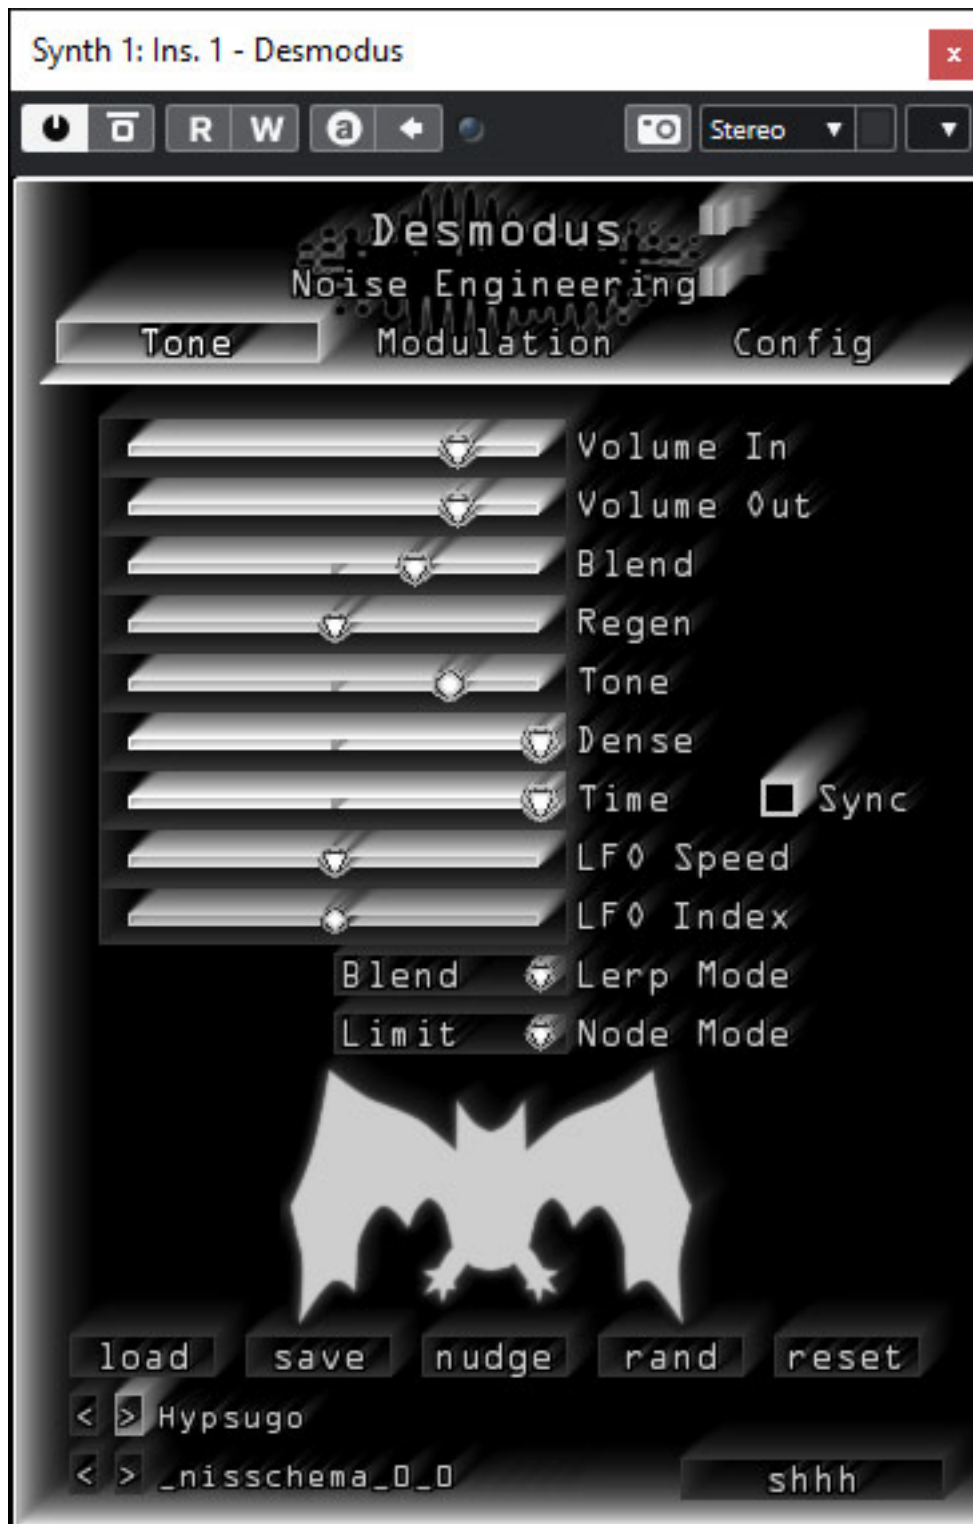 Synth 1: Ins. 1 - Desmodus x
R W a Stereo
Desmodus
Noise Engineering
Tone Modulation Config
Volume In
Volume Out
Blend
Regen
Tone
Dense
Time Sync
LFO Speed
LFO Index
Blend Lerp Mode
Limit Node Mode
load save nudge rand reset
< > Hypsugo
< > _nisschema_0_0
shhh